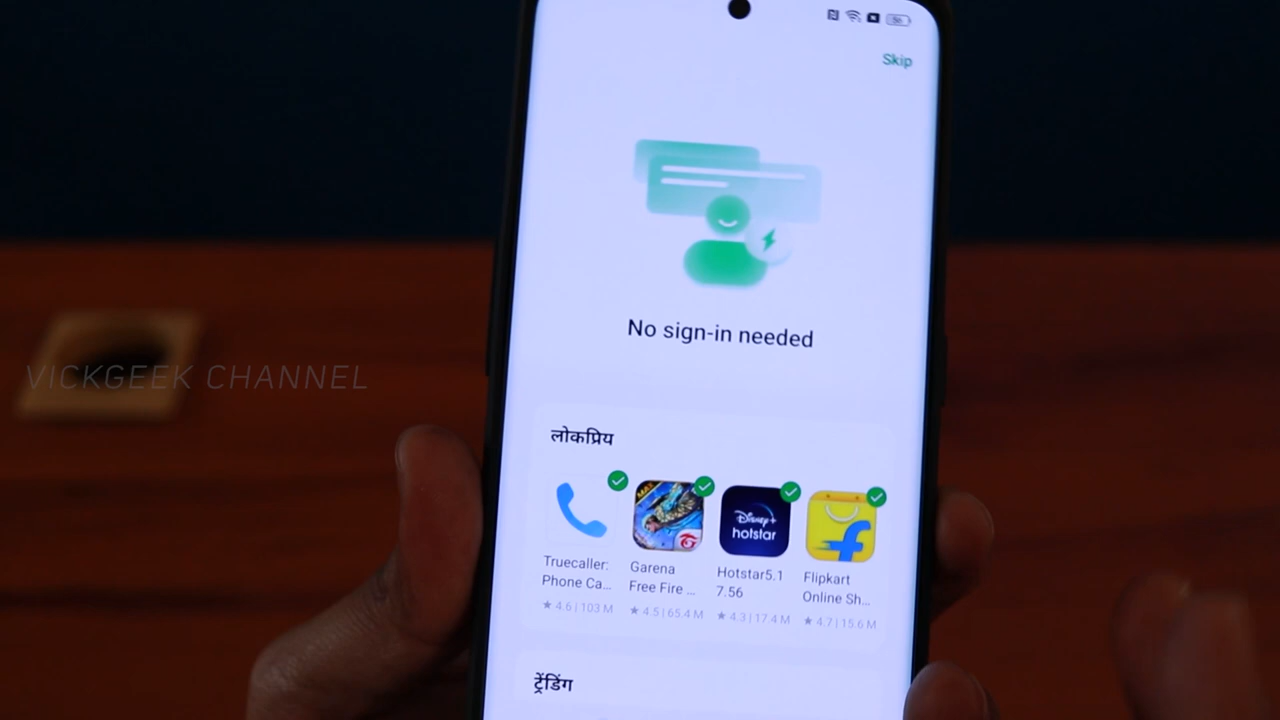 Skip
No sign-in needed
VICKGEEK CHANNEL
लोकप्रिय
MAX
Disney+
hotstar
Truecaller:
Phone Ca...
4.6 | 103 M
Garena
Free Fire ...
4.5 | 65.4 M
Hotstar5.1
7.56
4.3 | 17.4 M
Flipkart
Online Sh...
4.7 | 15.6 M
ट्रेंडिंग